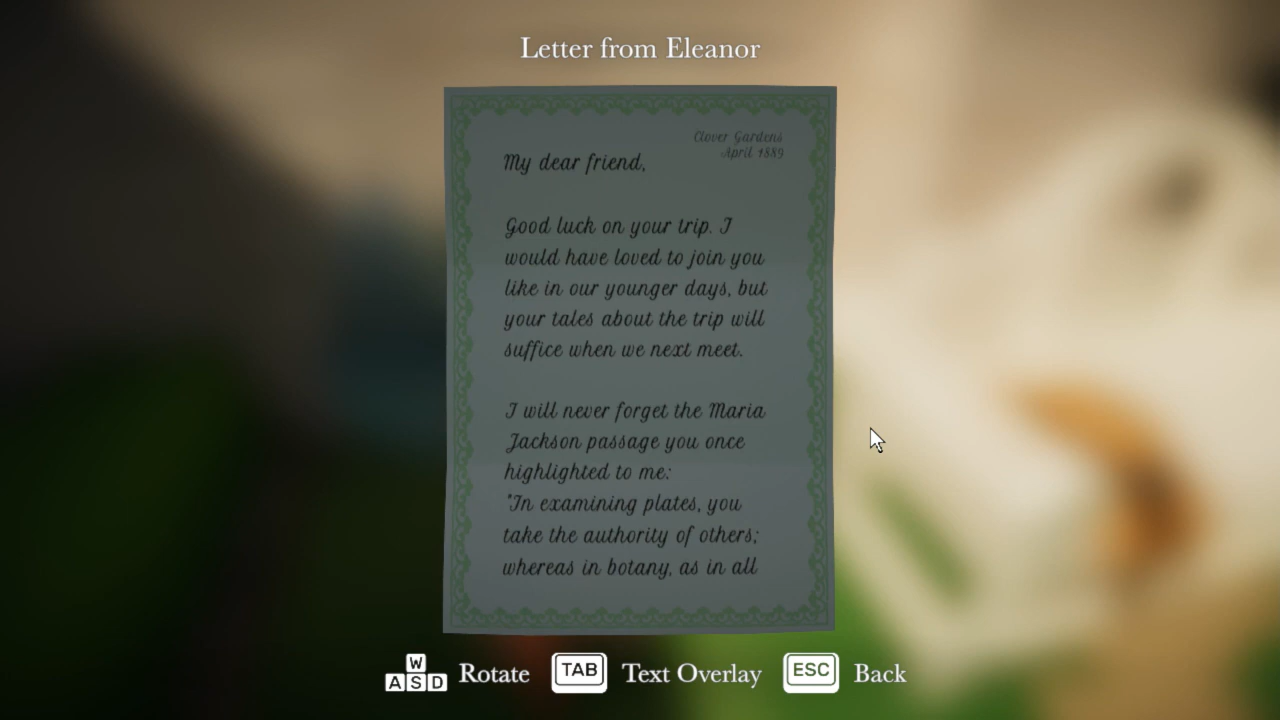 Letter from Eleanor
Clover Gardens
April 1889
My dear friend,
Good luck on your trip. I
would have loved to join you
like in our younger days, but
your tales about the trip will
suffice when we next meet.
I will never forget the Maria
Jackson passage you once
highlighted to me:
"In examining plates, you
take the authority of others;
whereas in botany, as in all
W
A S D Rotate TAB Text Overlay ESC Back